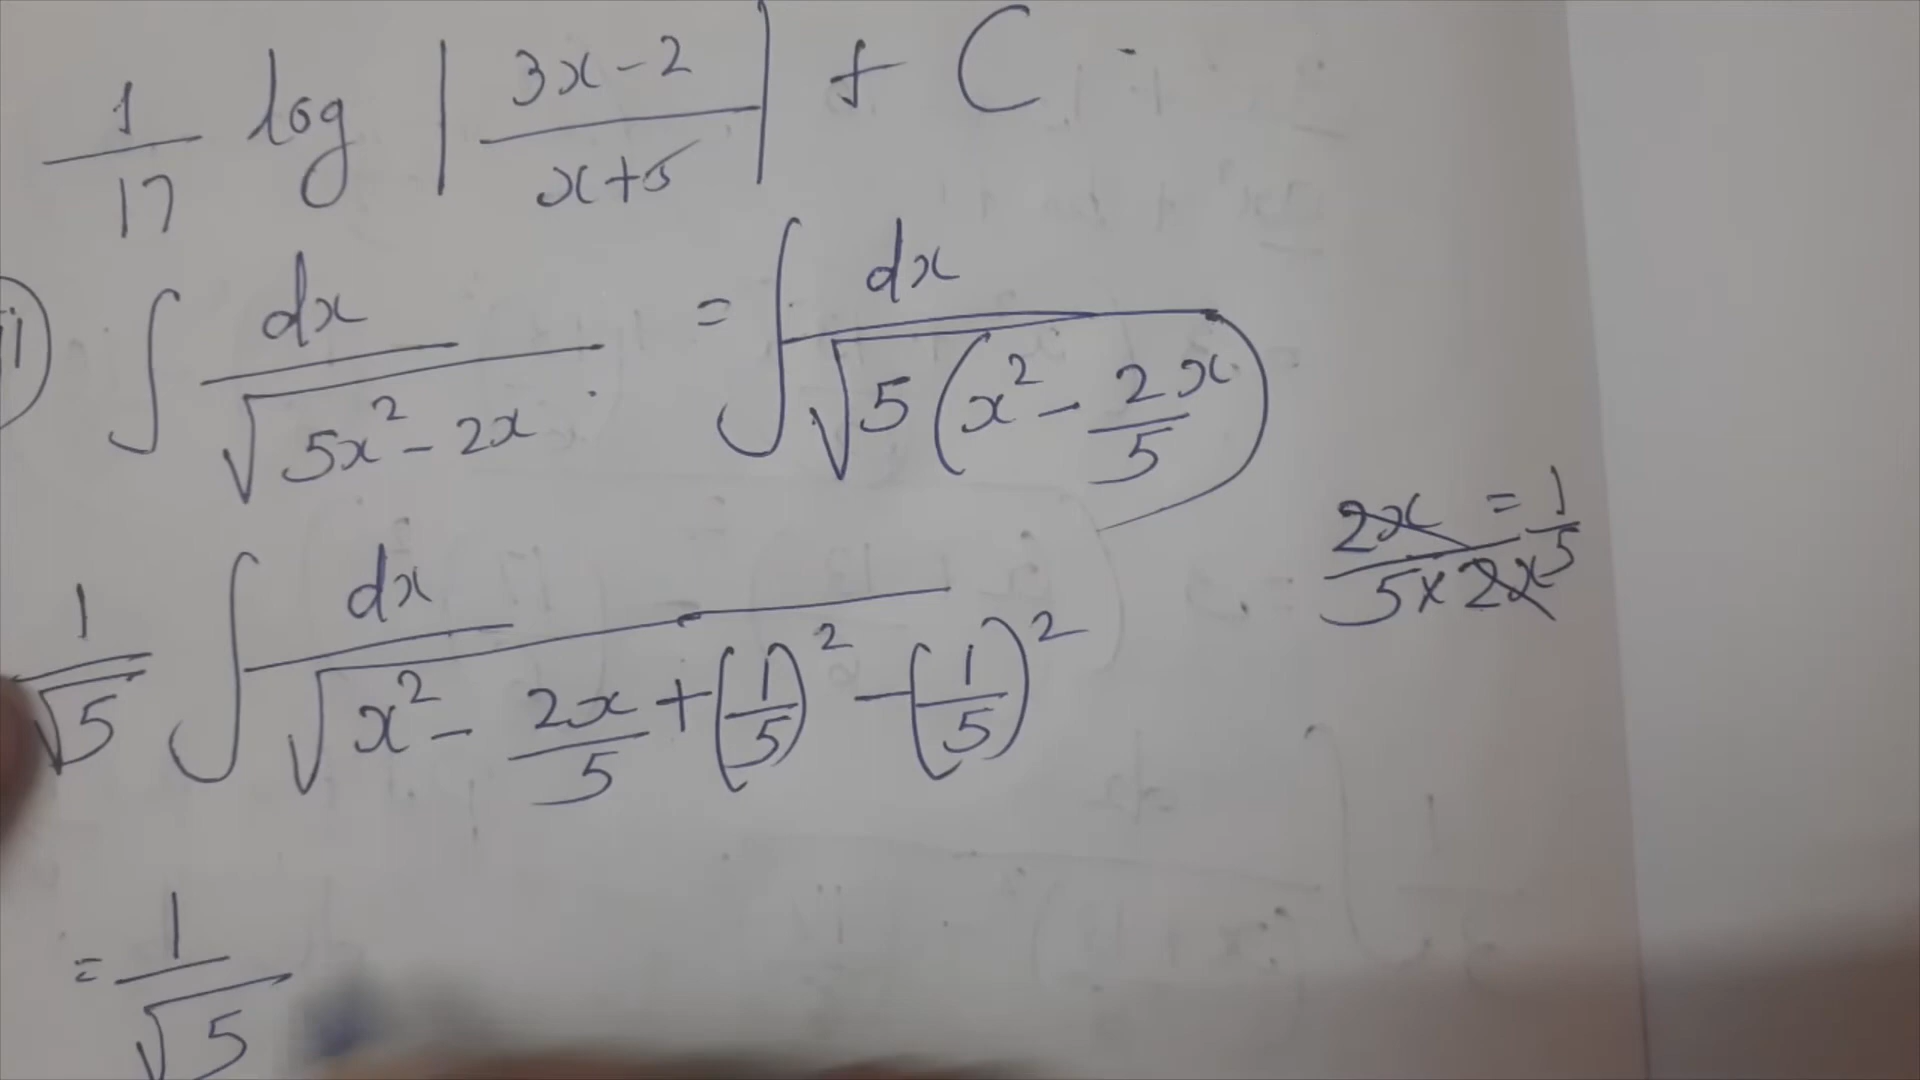 1/17 log |3x-2/x+5| + C.
ii) ∫ dx/√(5x²-2x) = ∫ dx/√(5(x²-2x/5))
2x/(5×2x) = 1/5
1/√5 ∫ dx/√(x²-2x/5+(1/5)²-(1/5)²)
= 1/√5